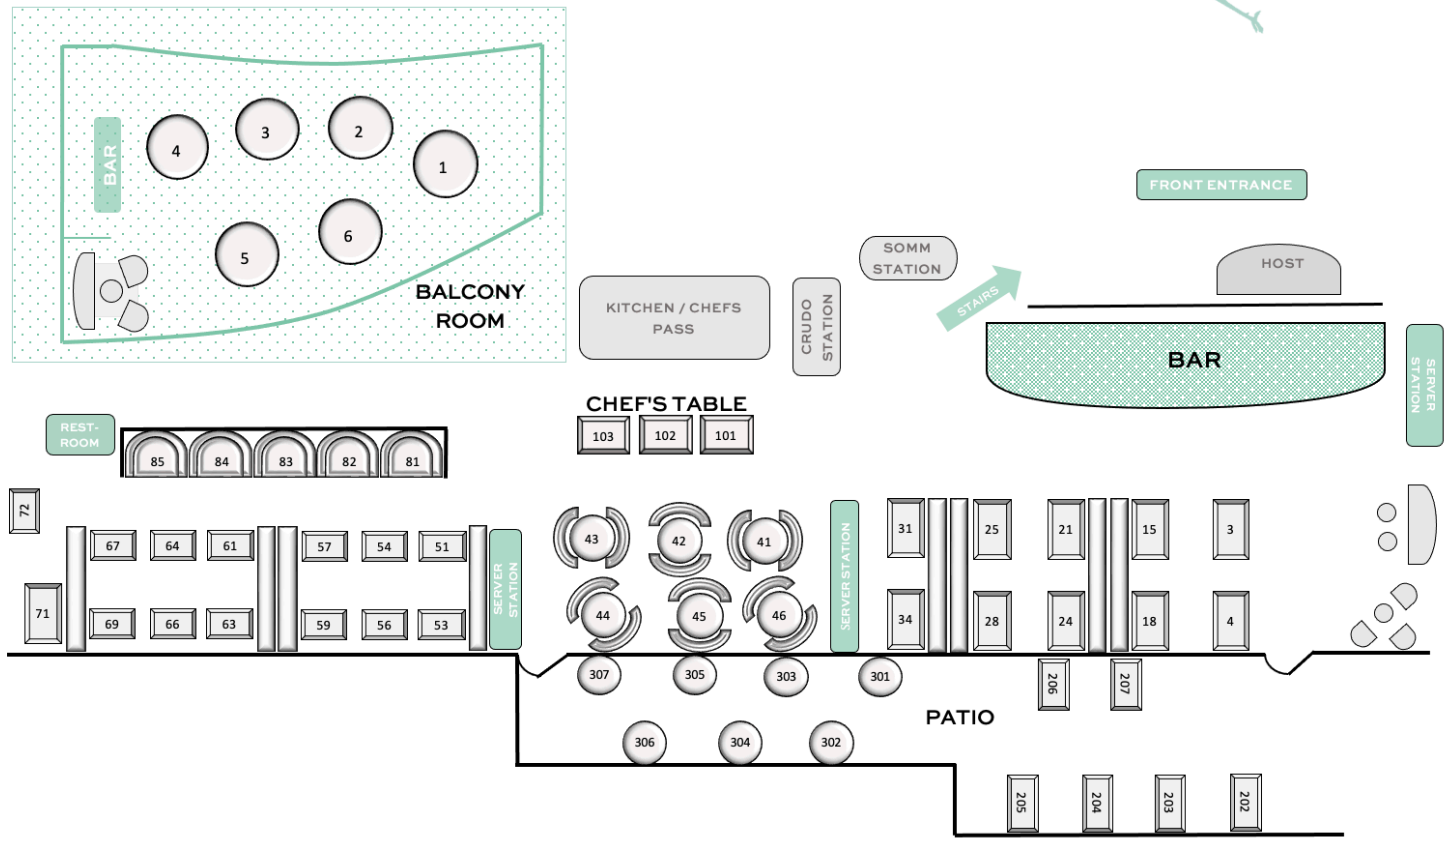 4
3
2
1
BAR
5
6
BALCONY
ROOM
FRONT ENTRANCE
SOMM
STATION
HOST
STAIRS
KITCHEN / CHEFS
PASS
CRUDO
STATION
BAR
SERVER
STATION
CHEF'S TABLE
103
102
101
REST-
ROOM
85
84
83
82
81
72
67
64
61
57
54
51
SERVER
STATION
43
42
41
SERVER STATION
31
25
21
15
3
71
69
66
63
59
56
53
44
45
46
34
28
24
18
4
307
305
303
301
206
207
PATIO
306
304
302
205
204
203
202